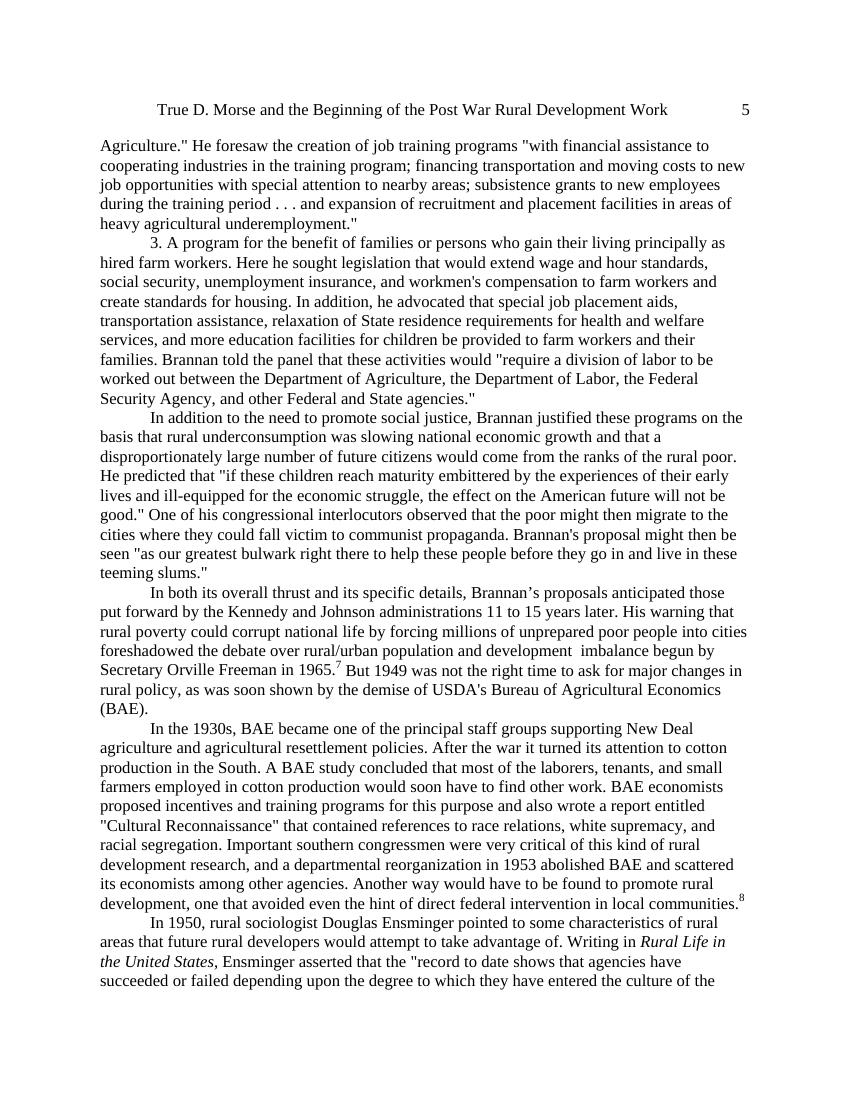 True D. Morse and the Beginning of the Post War Rural Development Work 5
Agriculture." He foresaw the creation of job training programs "with financial assistance to
cooperating industries in the training program; financing transportation and moving costs to new
job opportunities with special attention to nearby areas; subsistence grants to new employees
during the training period . . . and expansion of recruitment and placement facilities in areas of
heavy agricultural underemployment."
3. A program for the benefit of families or persons who gain their living principally as
hired farm workers. Here he sought legislation that would extend wage and hour standards,
social security, unemployment insurance, and workmen's compensation to farm workers and
create standards for housing. In addition, he advocated that special job placement aids,
transportation assistance, relaxation of State residence requirements for health and welfare
services, and more education facilities for children be provided to farm workers and their
families. Brannan told the panel that these activities would "require a division of labor to be
worked out between the Department of Agriculture, the Department of Labor, the Federal
Security Agency, and other Federal and State agencies."
In addition to the need to promote social justice, Brannan justified these programs on the
basis that rural underconsumption was slowing national economic growth and that a
disproportionately large number of future citizens would come from the ranks of the rural poor.
He predicted that "if these children reach maturity embittered by the experiences of their early
lives and ill-equipped for the economic struggle, the effect on the American future will not be
good." One of his congressional interlocutors observed that the poor might then migrate to the
cities where they could fall victim to communist propaganda. Brannan's proposal might then be
seen "as our greatest bulwark right there to help these people before they go in and live in these
teeming slums."
In both its overall thrust and its specific details, Brannan’s proposals anticipated those
put forward by the Kennedy and Johnson administrations 11 to 15 years later. His warning that
rural poverty could corrupt national life by forcing millions of unprepared poor people into cities
foreshadowed the debate over rural/urban population and development imbalance begun by
Secretary Orville Freeman in 1965.7 But 1949 was not the right time to ask for major changes in
rural policy, as was soon shown by the demise of USDA's Bureau of Agricultural Economics
(BAE).
In the 1930s, BAE became one of the principal staff groups supporting New Deal
agriculture and agricultural resettlement policies. After the war it turned its attention to cotton
production in the South. A BAE study concluded that most of the laborers, tenants, and small
farmers employed in cotton production would soon have to find other work. BAE economists
proposed incentives and training programs for this purpose and also wrote a report entitled
"Cultural Reconnaissance" that contained references to race relations, white supremacy, and
racial segregation. Important southern congressmen were very critical of this kind of rural
development research, and a departmental reorganization in 1953 abolished BAE and scattered
its economists among other agencies. Another way would have to be found to promote rural
development, one that avoided even the hint of direct federal intervention in local communities.8
In 1950, rural sociologist Douglas Ensminger pointed to some characteristics of rural
areas that future rural developers would attempt to take advantage of. Writing in Rural Life in
the United States, Ensminger asserted that the "record to date shows that agencies have
succeeded or failed depending upon the degree to which they have entered the culture of the